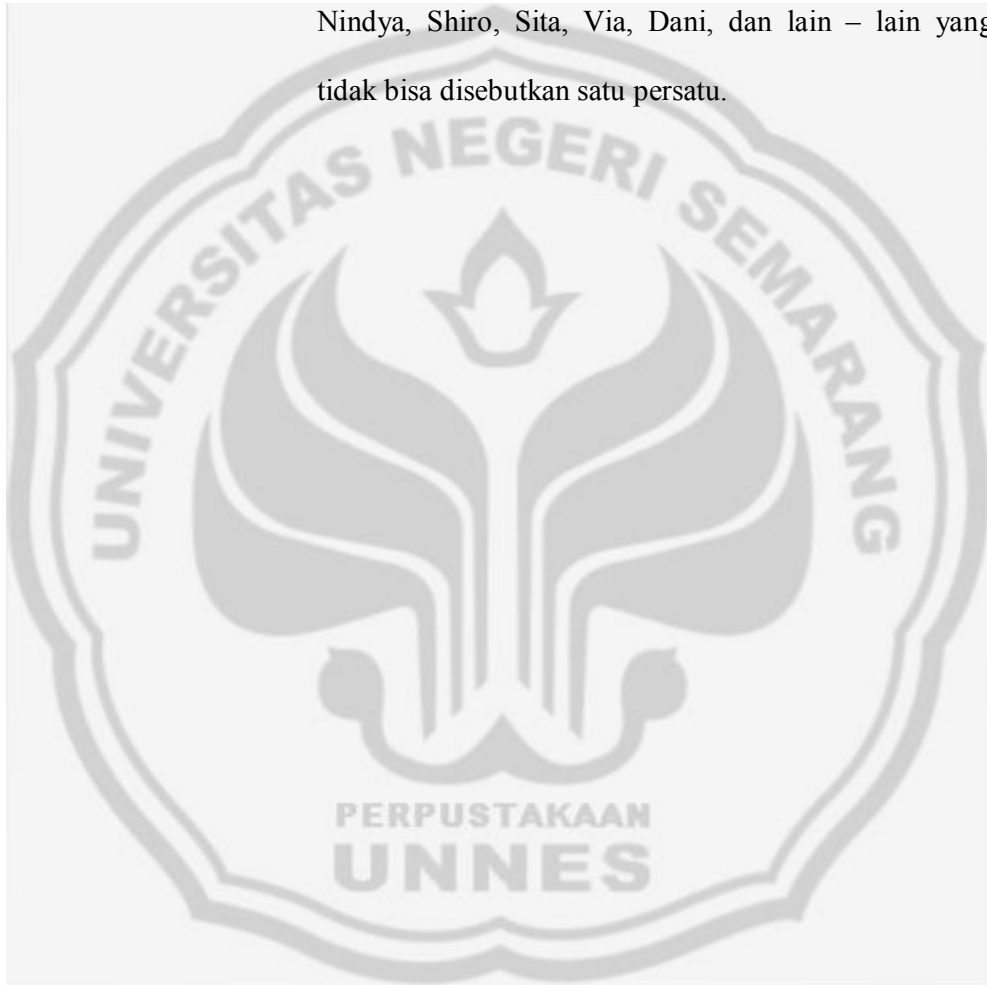 Nindya, Shiro, Sita, Via, Dani, dan lain – lain yang
tidak bisa disebutkan satu persatu.
UNIVERSITAS NEGERI SEMARANG
PERPUSTAKAAN
UNNES